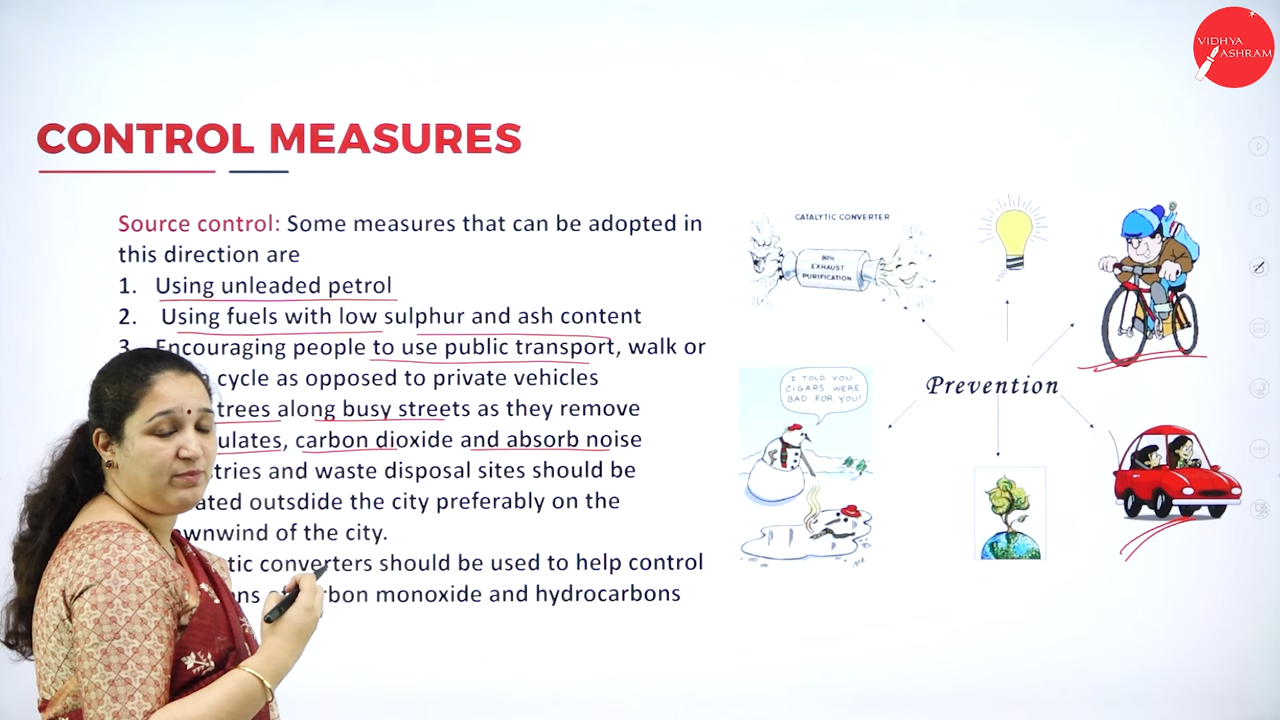 VIDHYA
ASHRAM
CONTROL MEASURES
Source control: Some measures that can be adopted in
this direction are
1. Using unleaded petrol
2. Using fuels with low sulphur and ash content
3. Encouraging people to use public transport, walk or
cycle as opposed to private vehicles
trees along busy streets as they remove
ulates, carbon dioxide and absorb noise
stries and waste disposal sites should be
ated outsdide the city preferably on the
wnwind of the city.
tic converters should be used to help control
ns of rbon monoxide and hydrocarbons
CATALYTIC CONVERTER
90%
EXHAUST
PURIFICATION
I TOLD YOU
CIGARS WERE
BAD FOR YOU!
Prevention